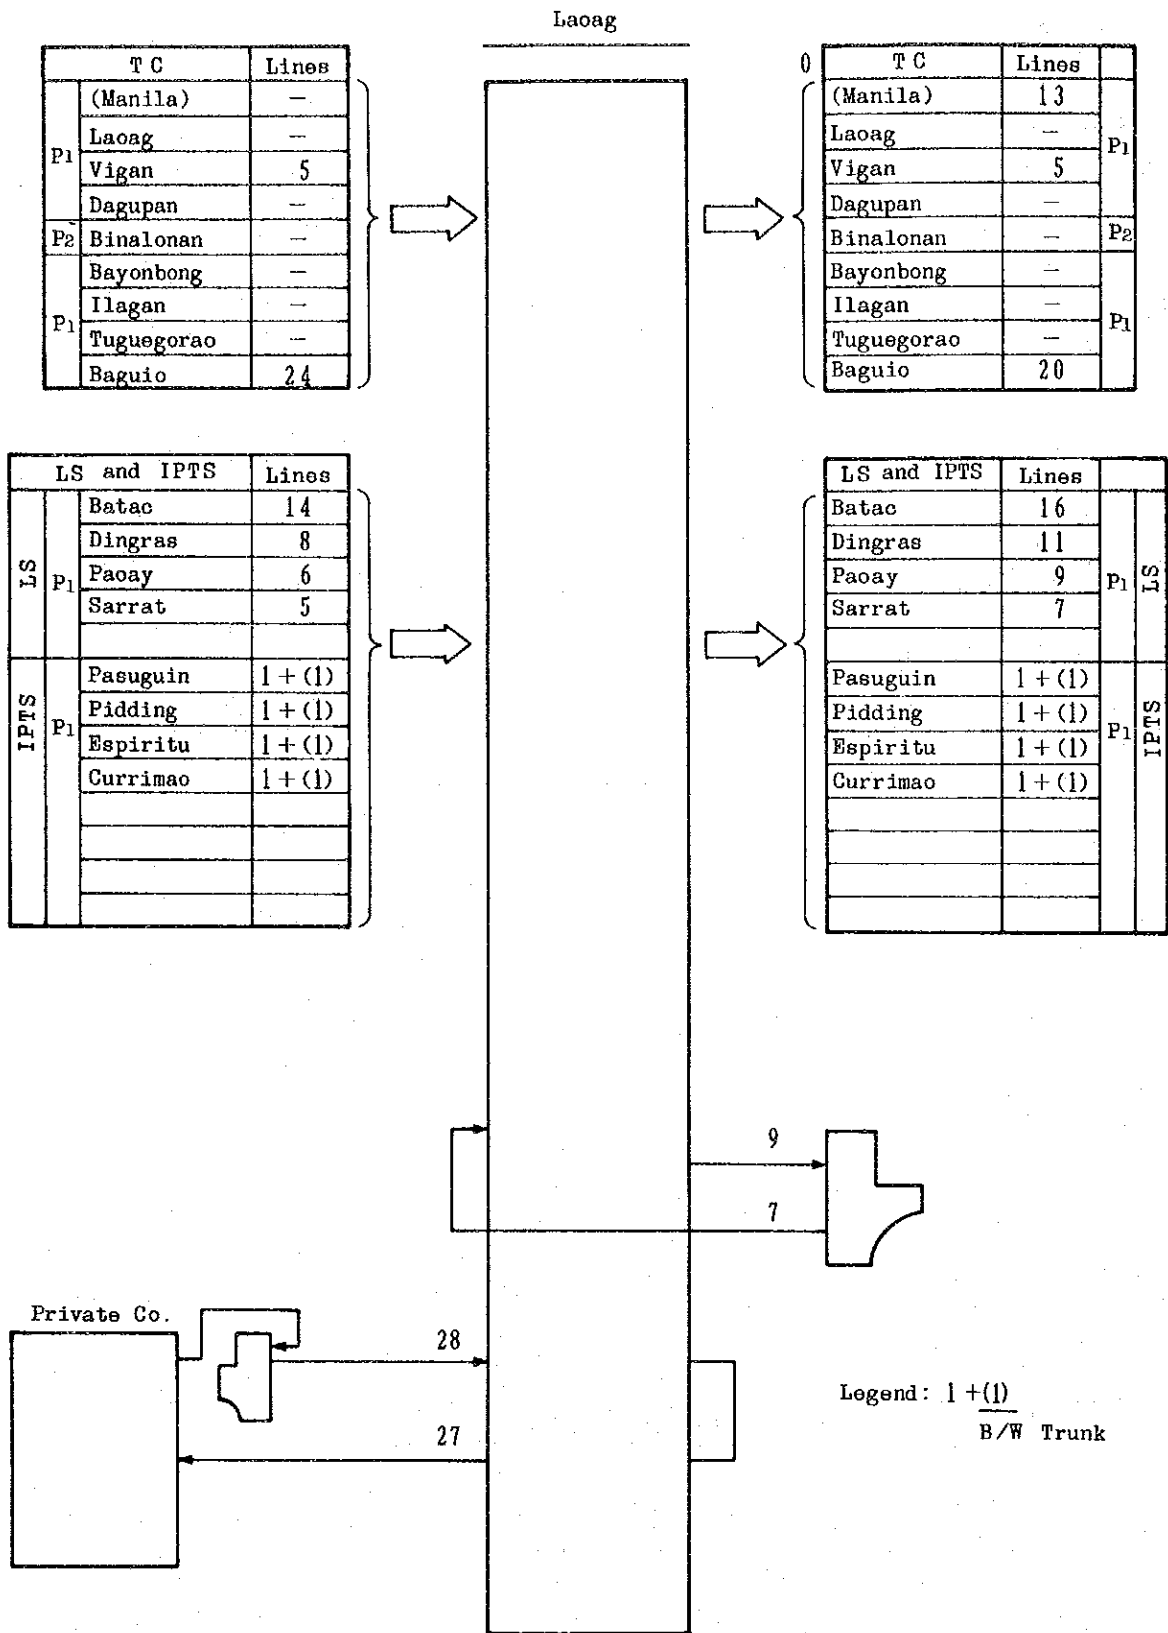 Laoag
T C Lines
P1 (Manila) —
Laoag —
Vigan 5
Dagupan —
P2 Binalonan —
P1 Bayonbong —
Ilagan —
Tuguegorao —
Baguio 24
0
T C Lines
(Manila) 13 P1
Laoag —
Vigan 5
Dagupan —
Binalonan — P2
Bayonbong — P1
Ilagan —
Tuguegorao —
Baguio 20
LS and IPTS Lines
LS P1 Batac 14
Dingras 8
Paoay 6
Sarrat 5
IPTS P1 Pasuguin 1 + (1)
Pidding 1 + (1)
Espiritu 1 + (1)
Currimao 1 + (1)
LS and IPTS Lines
Batac 16 P1 LS
Dingras 11
Paoay 9
Sarrat 7
Pasuguin 1 + (1) P1 IPTS
Pidding 1 + (1)
Espiritu 1 + (1)
Currimao 1 + (1)
9
7
Private Co.
28
27
Legend: 1 + (1)
B/W Trunk